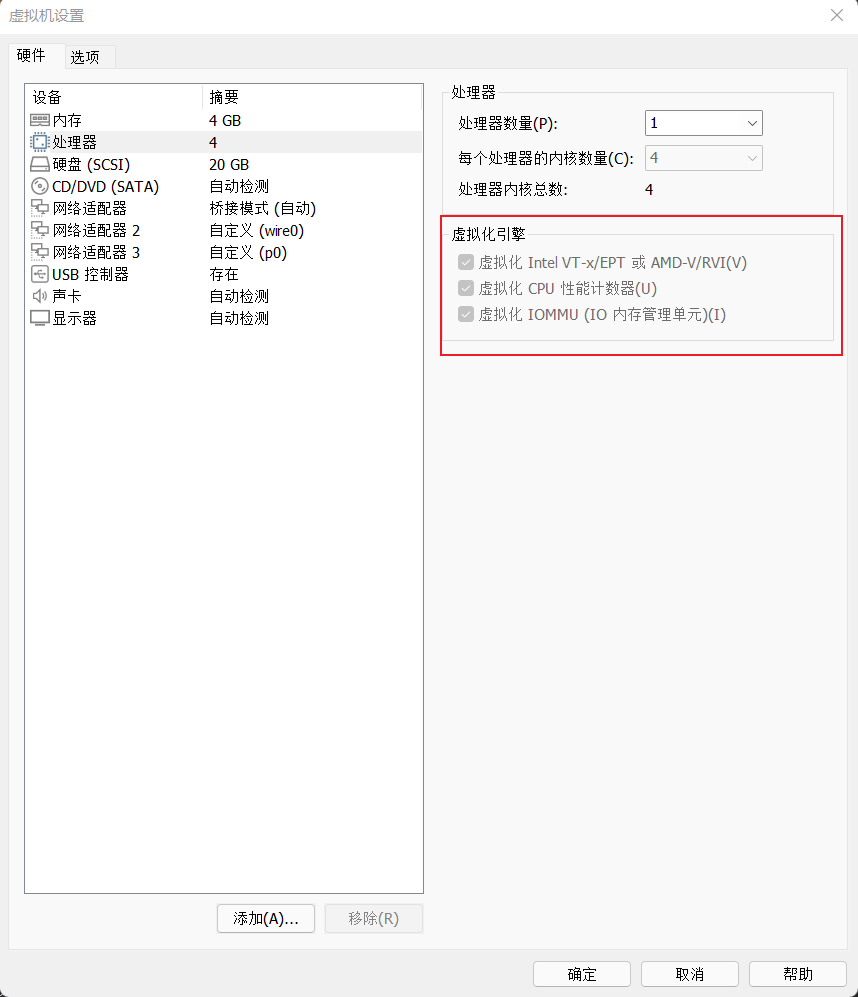 虚拟机设置
硬件 选项
设备 摘要
内存 4 GB
处理器 4
硬盘 (SCSI) 20 GB
CD/DVD (SATA) 自动检测
网络适配器 桥接模式 (自动)
网络适配器 2 自定义 (wire0)
网络适配器 3 自定义 (p0)
USB 控制器 存在
声卡 自动检测
显示器 自动检测
添加(A)... 移除(R)
处理器
处理器数量(P): 1
每个处理器的内核数量(C): 4
处理器内核总数: 4
虚拟化引擎
虚拟化 Intel VT-x/EPT 或 AMD-V/RVI(V)
虚拟化 CPU 性能计数器(U)
虚拟化 IOMMU (IO 内存管理单元)(I)
确定 取消 帮助